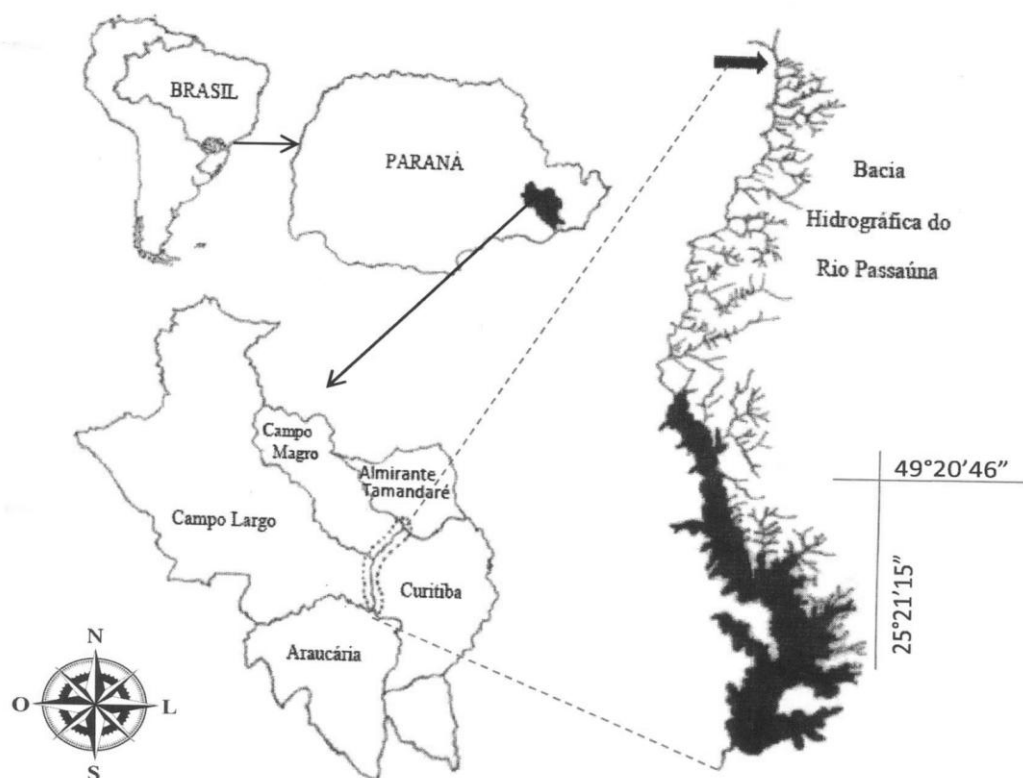 BRASIL
PARANÁ
Bacia
Hidrográfica do
Rio Passaúna
Campo
Magro
Almirante
Tamandaré
Campo Largo
Curitiba
Araucária
49°20'46”
25°21'15”
N
O
L
S